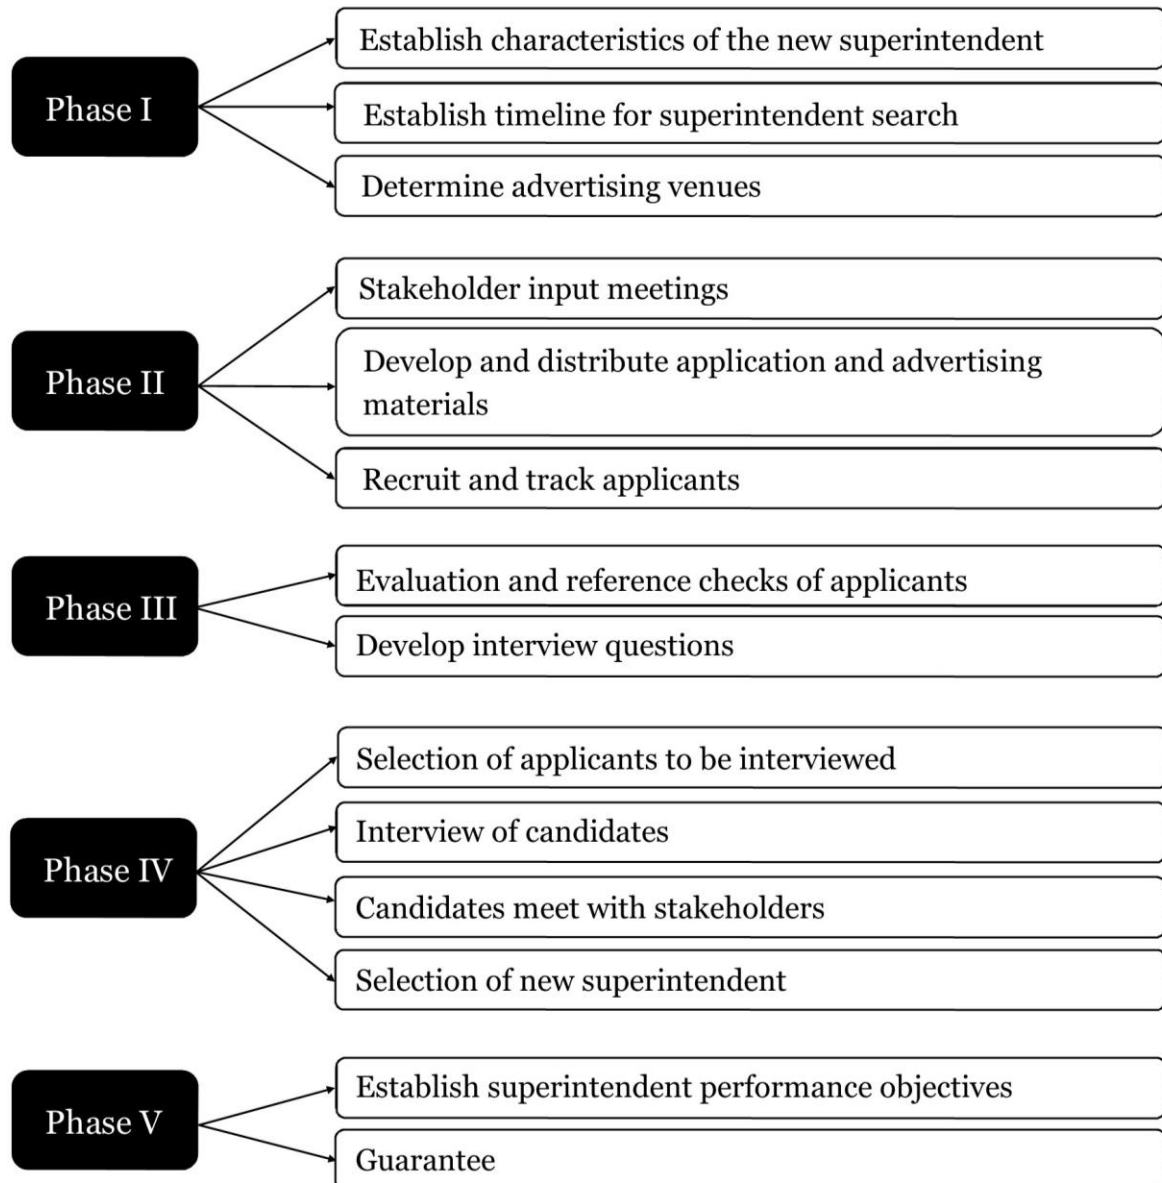 Phase I
Establish characteristics of the new superintendent
Establish timeline for superintendent search
Determine advertising venues
Phase II
Stakeholder input meetings
Develop and distribute application and advertising
materials
Recruit and track applicants
Phase III
Evaluation and reference checks of applicants
Develop interview questions
Phase IV
Selection of applicants to be interviewed
Interview of candidates
Candidates meet with stakeholders
Selection of new superintendent
Phase V
Establish superintendent performance objectives
Guarantee